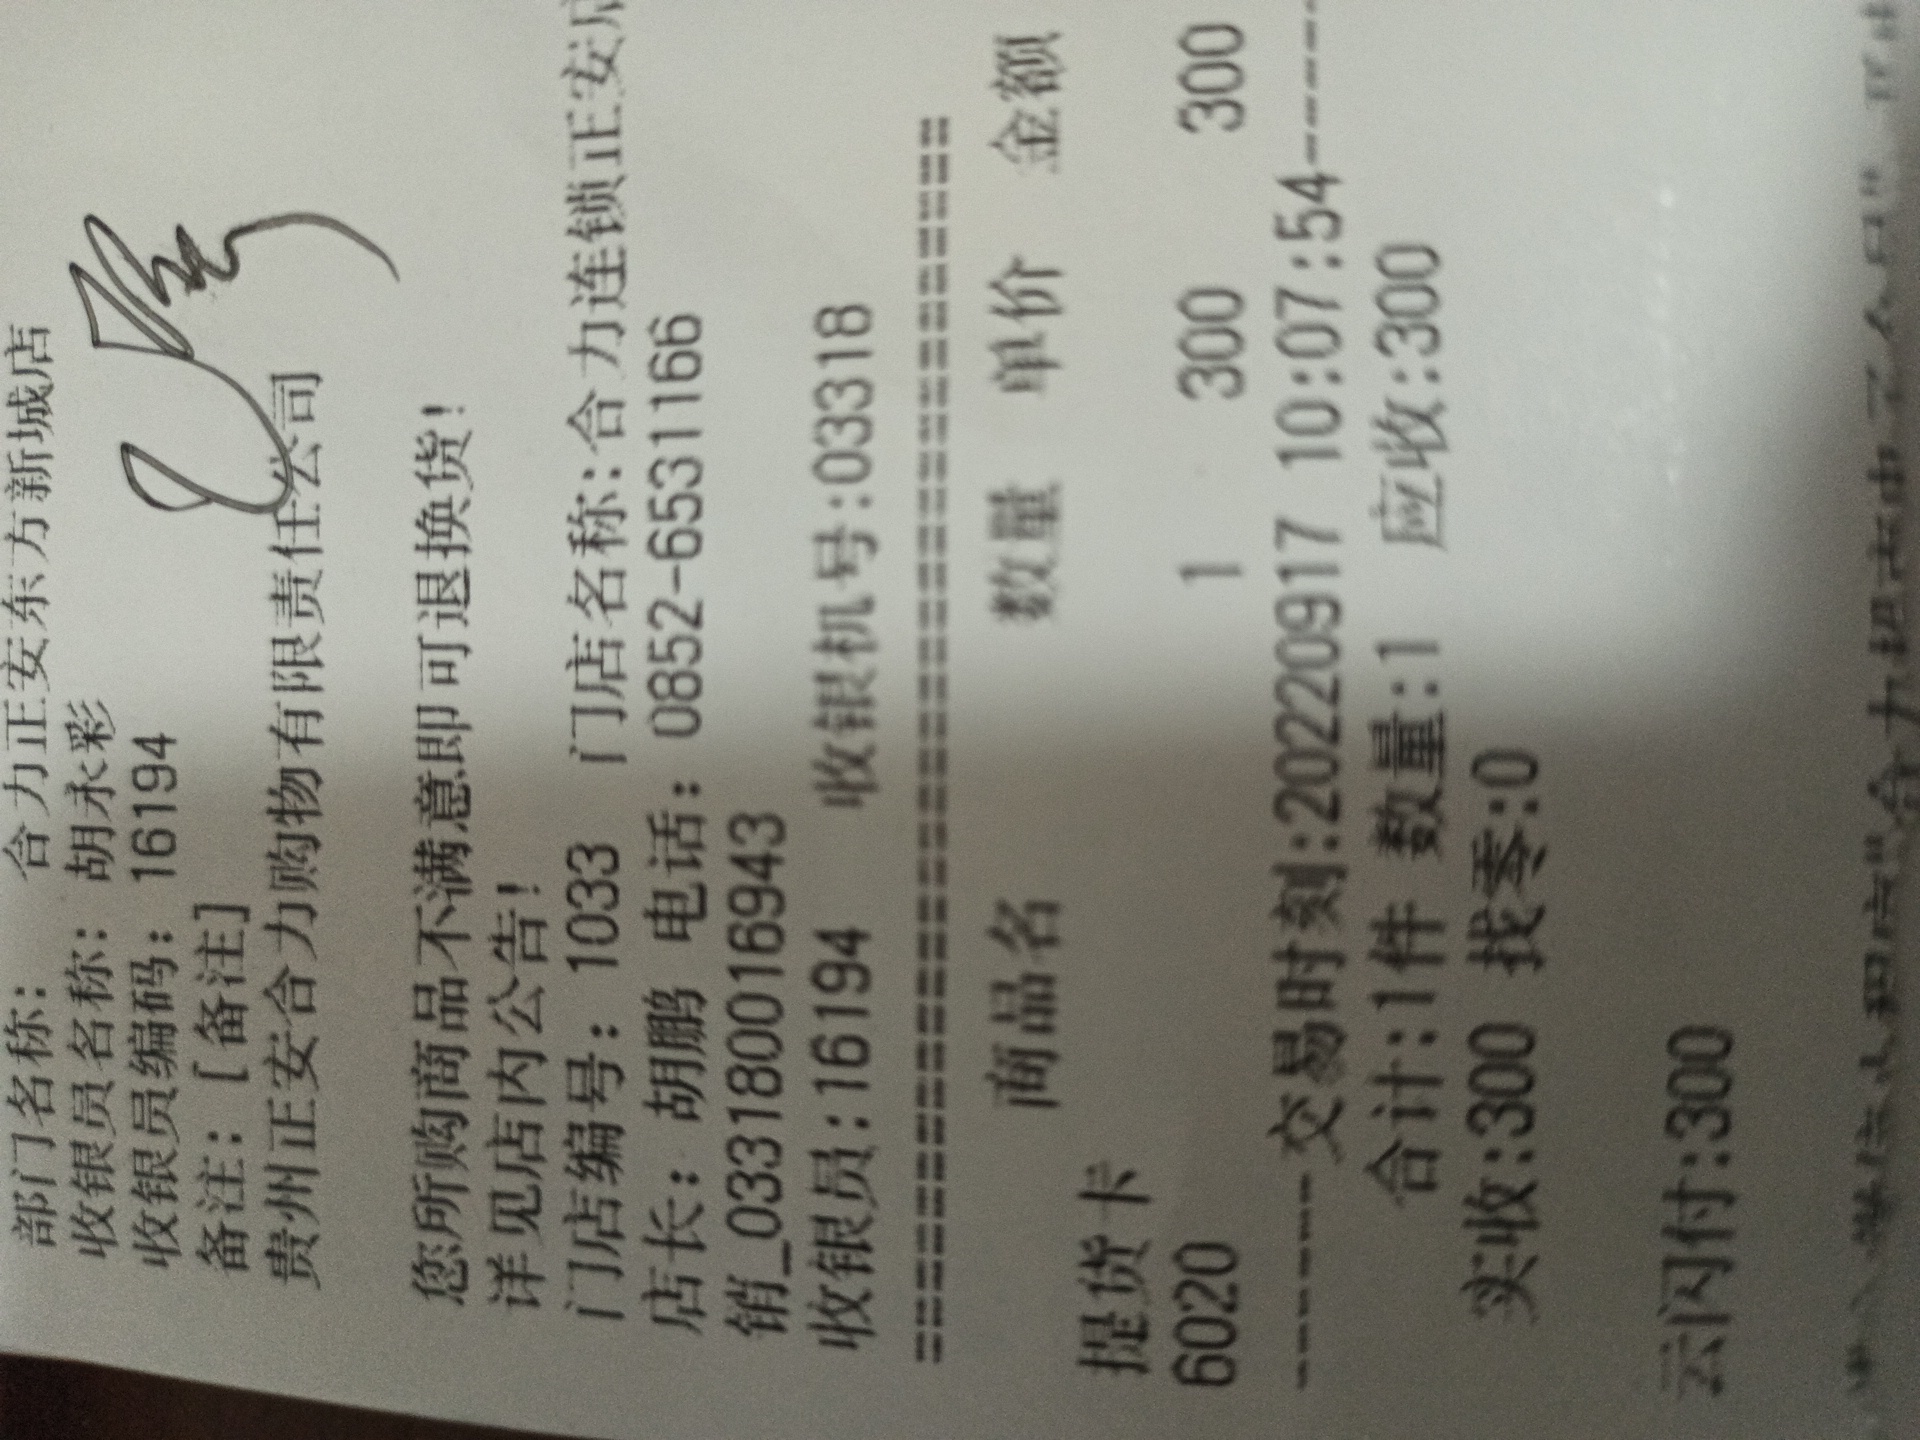 部门名称： 合力正安东方新城店
收银员名称： 胡永彩
收银员编码： 16194
备注： [备注]
贵州正安合力购物有限责任公司
您所购商品不满意即可退换货！
详见店内公告！
门店编号： 1033 门店名称：合力连锁正安店
店长： 胡鹏 电话： 0852-6531166
销_033180016943
收银员:16194 收银机号:03318
===========================================
商品名 数量 单价 金额
提货卡
6020 1 300 300
------交易时刻:20220917 10:07:54------
合计:1件 数量:1 应收:300
实收:300 找零:0
云闪付:300